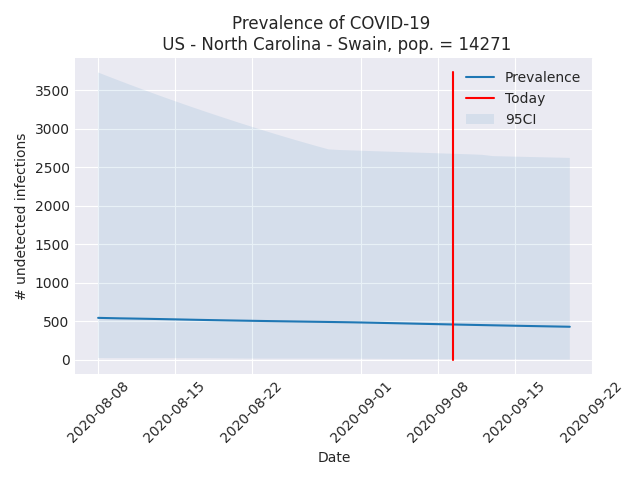 Prevalence of COVID-19
US - North Carolina - Swain, pop. = 14271
Prevalence
Today
95CI
# undetected infections
3500
3000
2500
2000
1500
1000
500
0
2020-08-08
2020-08-15
2020-08-22
2020-09-01
2020-09-08
2020-09-15
2020-09-22
Date